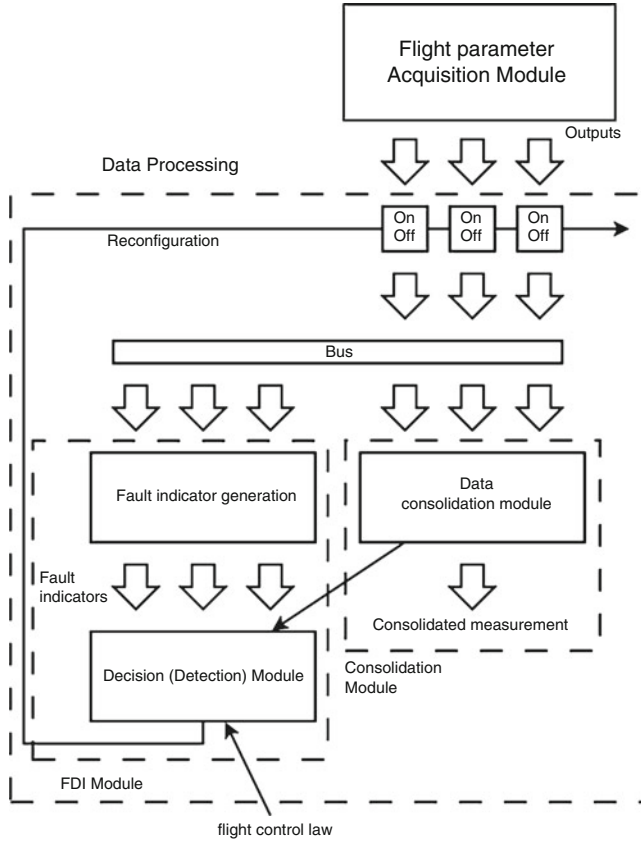 Flight parameter
Acquisition Module
Outputs
Data Processing
On
Off
On
Off
On
Off
Reconfiguration
Bus
Fault indicator generation
Data
consolidation module
Fault
indicators
Consolidated measurement
Decision (Detection) Module
Consolidation
Module
FDI Module
flight control law